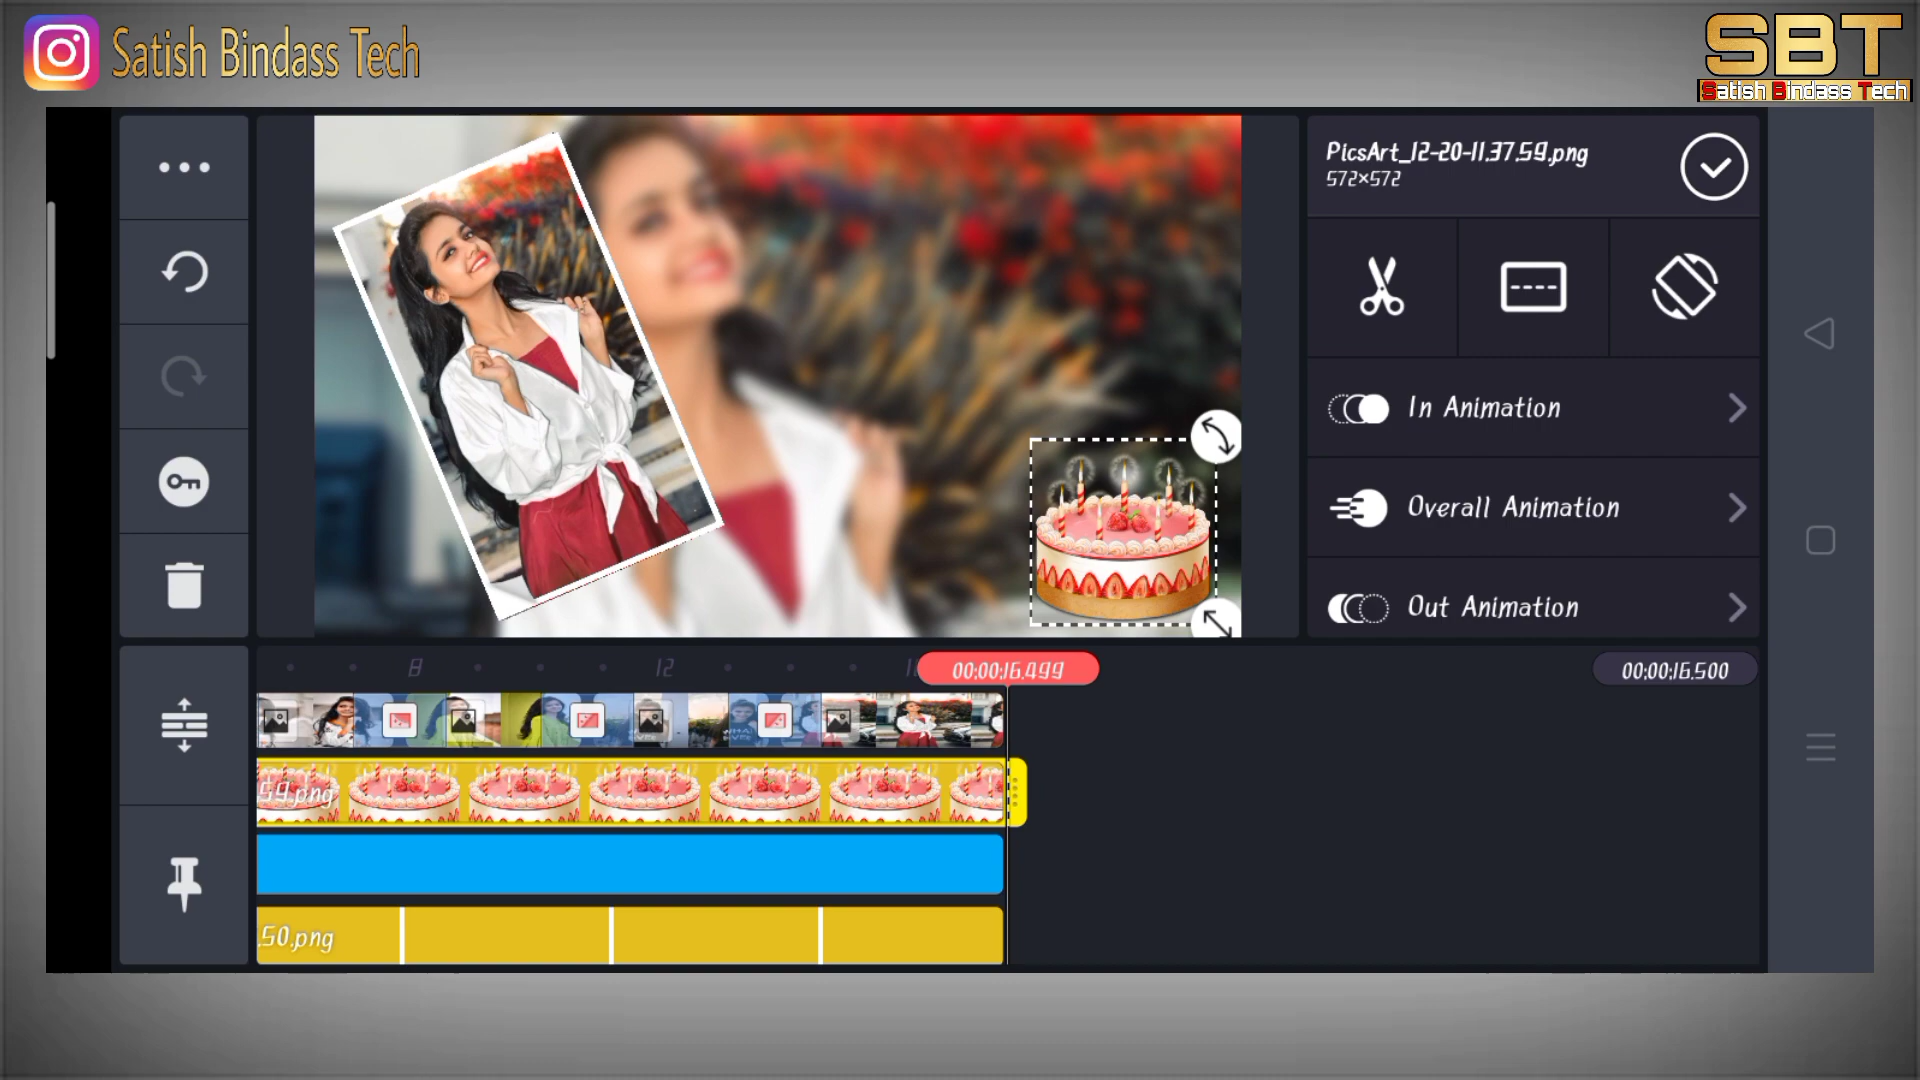 Satish Bindass Tech
SBT
Satish Bindass Tech
PicsArt_12-20-11.37.59.png
572×572
In Animation
Overall Animation
Out Animation
8
12
00:00:16.499
00:00:16.500
59.png
.50.png